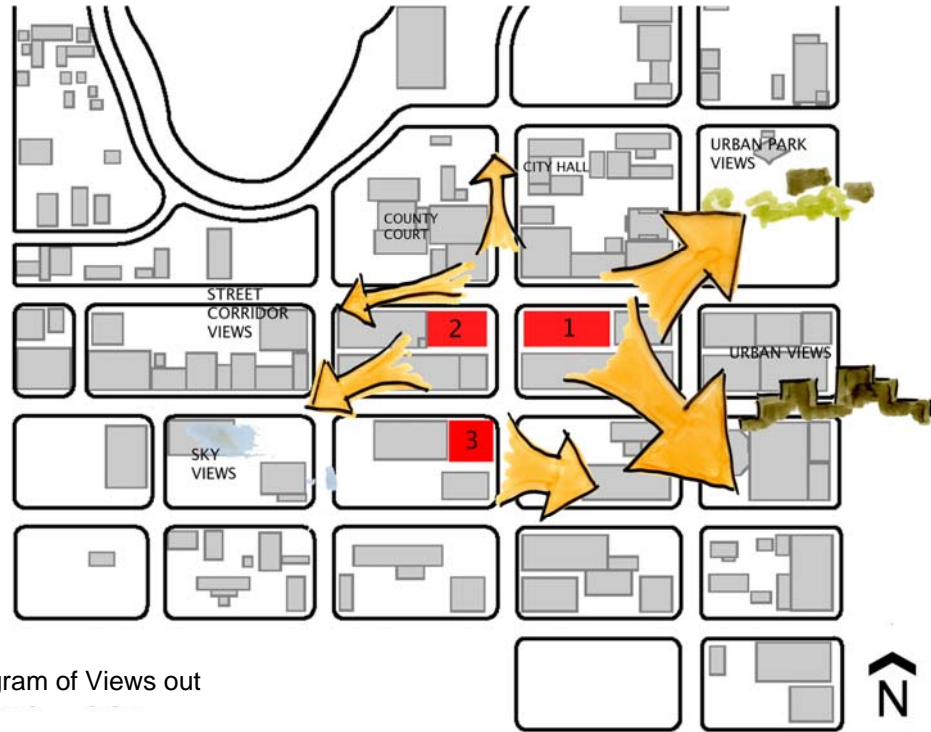 URBAN PARK
VIEWS
CITY HALL
COUNTY
COURT
STREET
CORRIDOR
VIEWS
2
1
URBAN VIEWS
3
SKY
VIEWS
gram of Views out
N